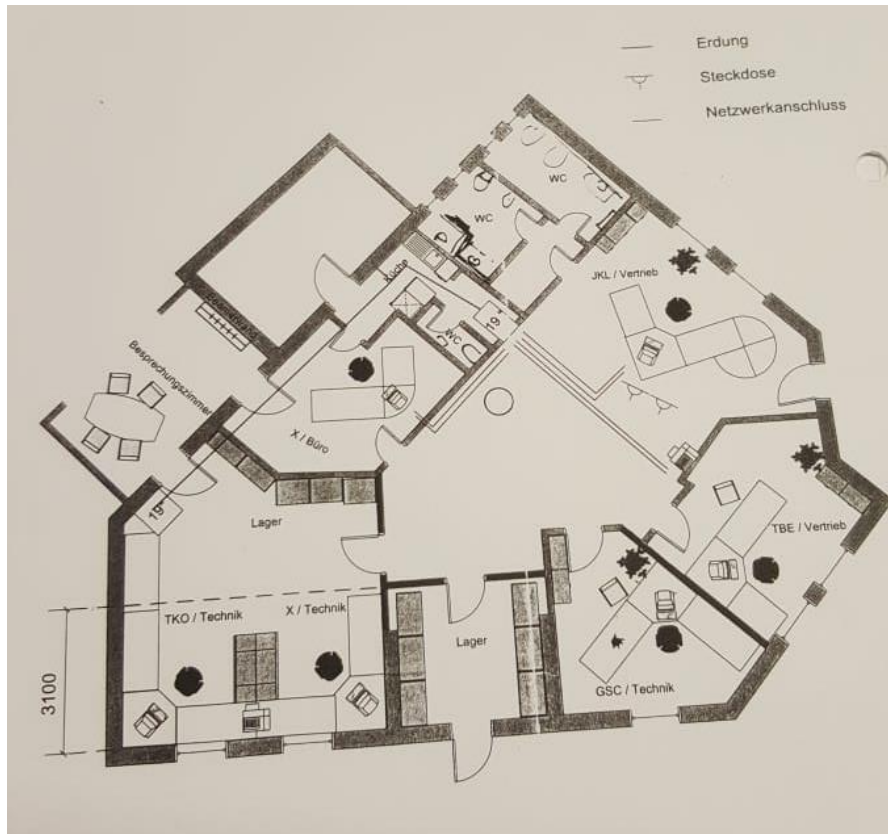 Erdung
Steckdose
Netzwerkanschluss
WC
WC
JKL / Vertrieb
Küche
19"
WC
Besprechungszimmer
X / Büro
19"
Lager
TBE / Vertrieb
TKO / Technik
X / Technik
Lager
GSC / Technik
3100